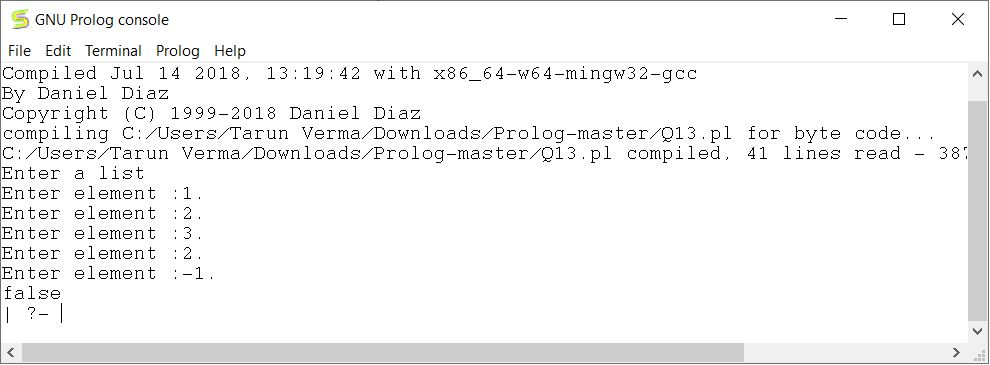 GNU Prolog console
File Edit Terminal Prolog Help
Compiled Jul 14 2018, 13:19:42 with x86_64-w64-mingw32-gcc
By Daniel Diaz
Copyright (C) 1999-2018 Daniel Diaz
compiling C:/Users/Tarun Verma/Downloads/Prolog-master/Q13.pl for byte code...
C:/Users/Tarun Verma/Downloads/Prolog-master/Q13.pl compiled, 41 lines read - 387
Enter a list
Enter element :1.
Enter element :2.
Enter element :3.
Enter element :2.
Enter element :-1.
false
| ?-